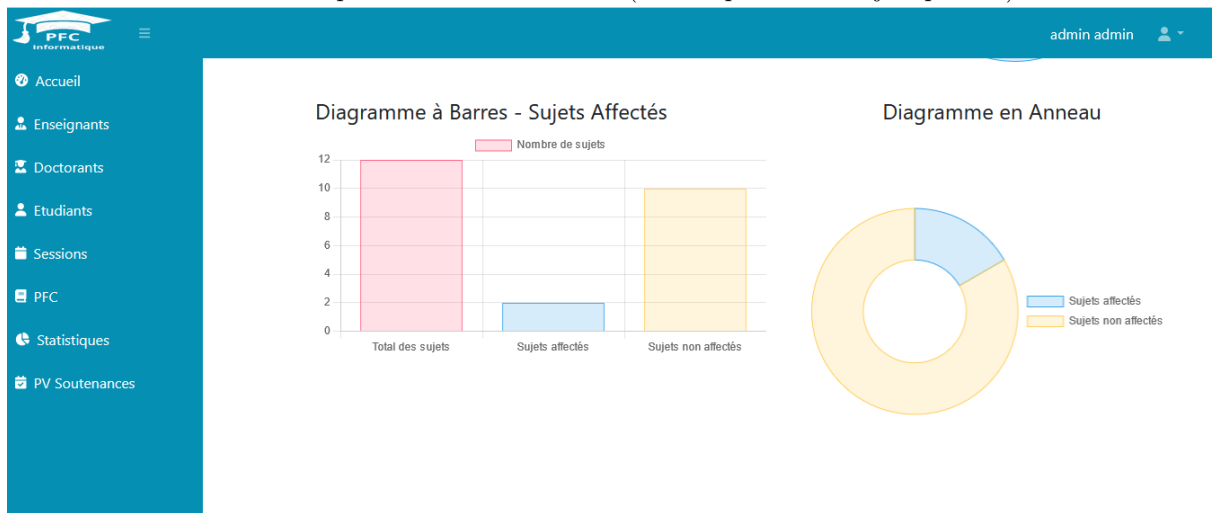 PFC
Informatique
admin admin
Accueil
Enseignants
Doctorants
Etudiants
Sessions
PFC
Statistiques
PV Soutenances
Diagramme à Barres - Sujets Affectés
Nombre de sujets
12
10
8
6
4
2
0
Total des sujets
Sujets affectés
Sujets non affectés
Diagramme en Anneau
Sujets affectés
Sujets non affectés